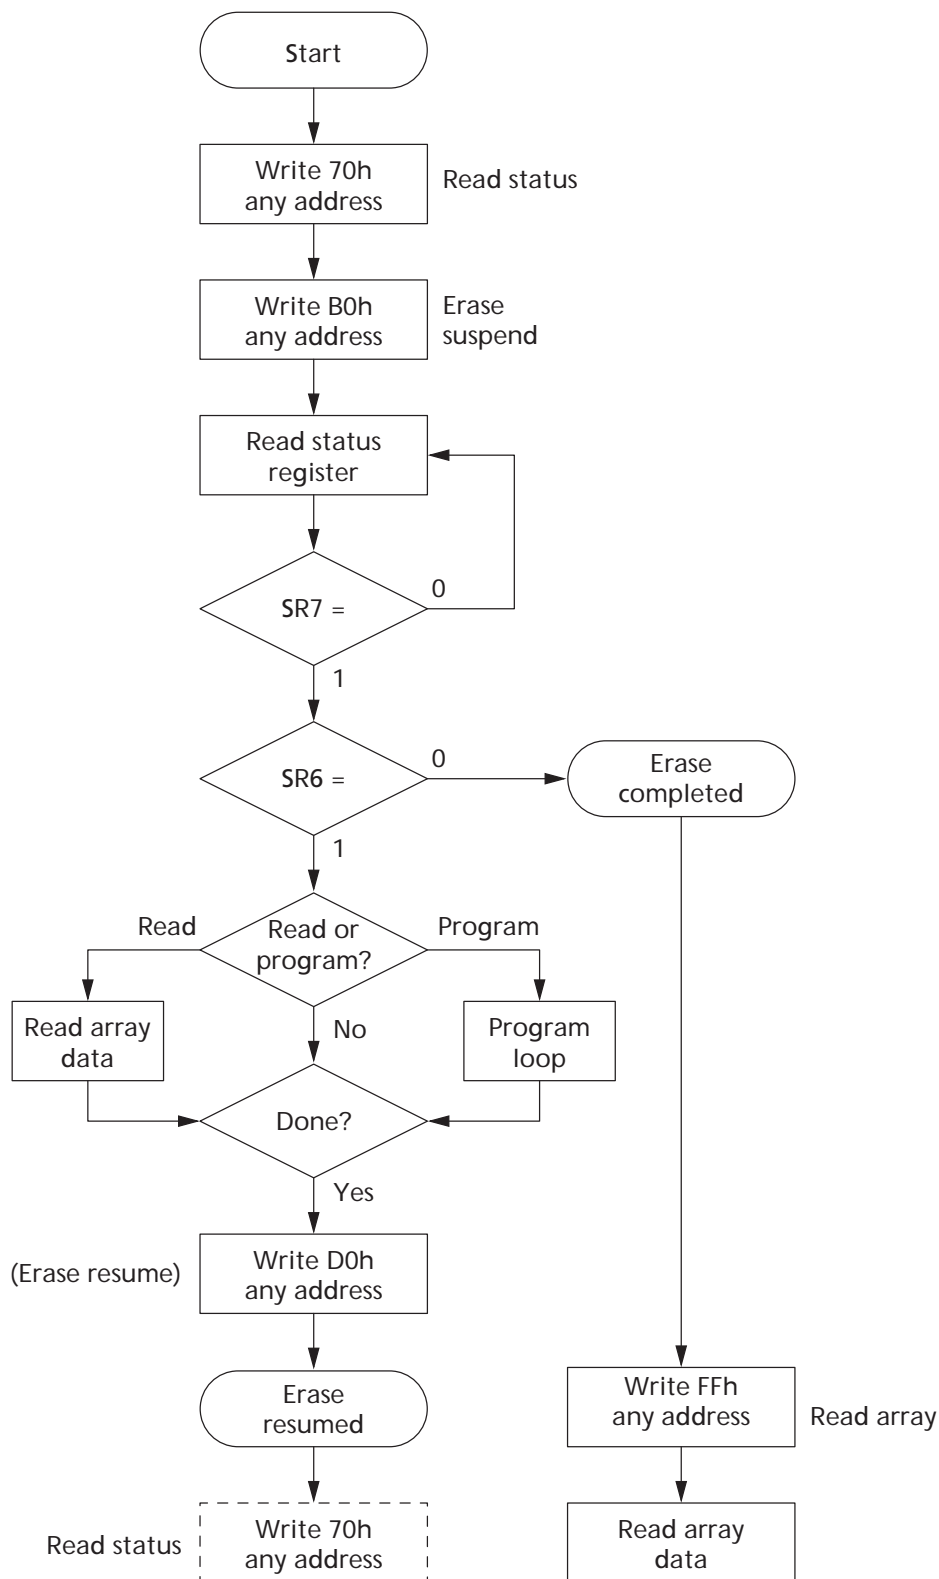 Start
Write 70h
any address
Read status
Write B0h
any address
Erase
suspend
Read status
register
SR7 =
0
1
SR6 =
0
Erase
completed
1
Read
Read or
program?
Program
Read array
data
No
Program
loop
Done?
Yes
(Erase resume)
Write D0h
any address
Erase
resumed
Write FFh
any address
Read array
Read status
Write 70h
any address
Read array
data